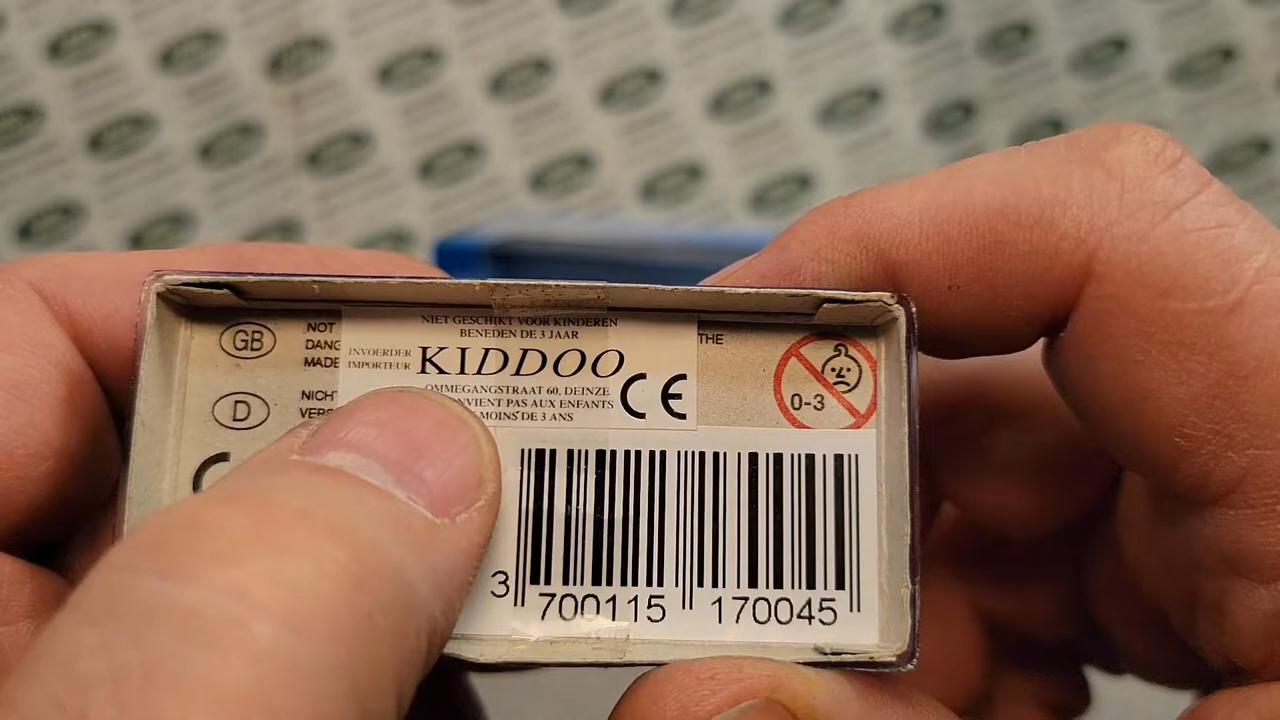 NIET GESCHIKT VOOR KINDEREN
BENEDEN DE 3 JAAR
INVOERDER
IMPORTEUR
KIDDOO
OMMEGANGSTRAAT 60, DEINZE
PAS AUX ENFANTS
MOINS DE 3 ANS
CE
GB
NOT
MADE
THE
D
0-3
3 700115 170045